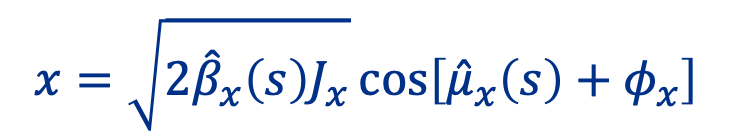 x = √(2β̂ₓ(s)Jₓ) cos[μ̂ₓ(s) + ϕₓ]